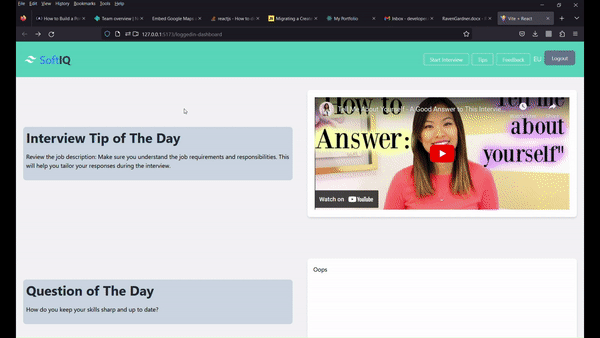 File Edit View History Bookmarks Tools Help
How to Build a Re
Team overview | h
Embed Google Maps
reactjs - How to di
Migrating a Create
My Portfolio
Inbox - developer
RavenGardner.docx - G
Vite + React
127.0.0.1:5173/loggedin-dashboard
SoftIQ
Start Interview
Tips
Feedback
Logout
Interview Tip of The Day
Review the job description: Make sure you understand the job requirements and responsibilities. This
will help you tailor your responses during the interview.
Tell Me About Yourself - A Good Answer to This Intervie...
How to
Answer:
Tell me
about
yourself"
Watch on YouTube
Question of The Day
How do you keep your skills sharp and up to date?
Oops